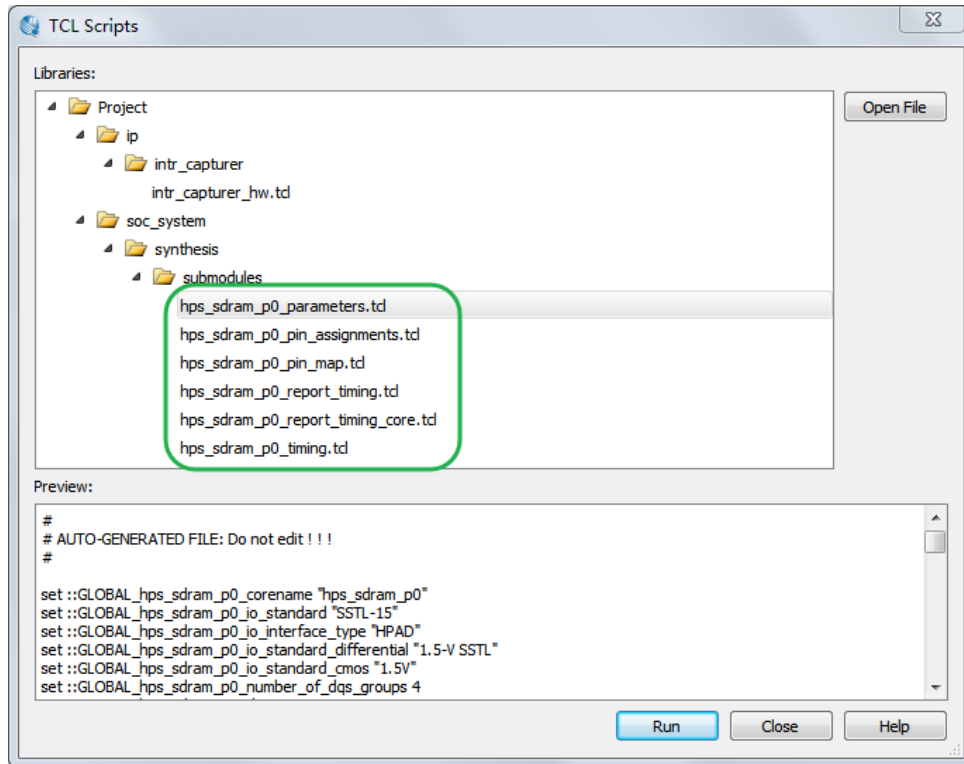 TCL Scripts
Libraries:
Project
Open File
ip
intr_capturer
intr_capturer_hw.tcl
soc_system
synthesis
submodules
hps_sdram_p0_parameters.tcl
hps_sdram_p0_pin_assignments.tcl
hps_sdram_p0_pin_map.tcl
hps_sdram_p0_report_timing.tcl
hps_sdram_p0_report_timing_core.tcl
hps_sdram_p0_timing.tcl
Preview:
#
# AUTO-GENERATED FILE: Do not edit ! ! !
#
set ::GLOBAL_hps_sdram_p0_corename "hps_sdram_p0"
set ::GLOBAL_hps_sdram_p0_io_standard "SSTL-15"
set ::GLOBAL_hps_sdram_p0_io_interface_type "HPAD"
set ::GLOBAL_hps_sdram_p0_io_standard_differential "1.5-V SSTL"
set ::GLOBAL_hps_sdram_p0_io_standard_cmos "1.5V"
set ::GLOBAL_hps_sdram_p0_number_of_dqs_groups 4
Run Close Help